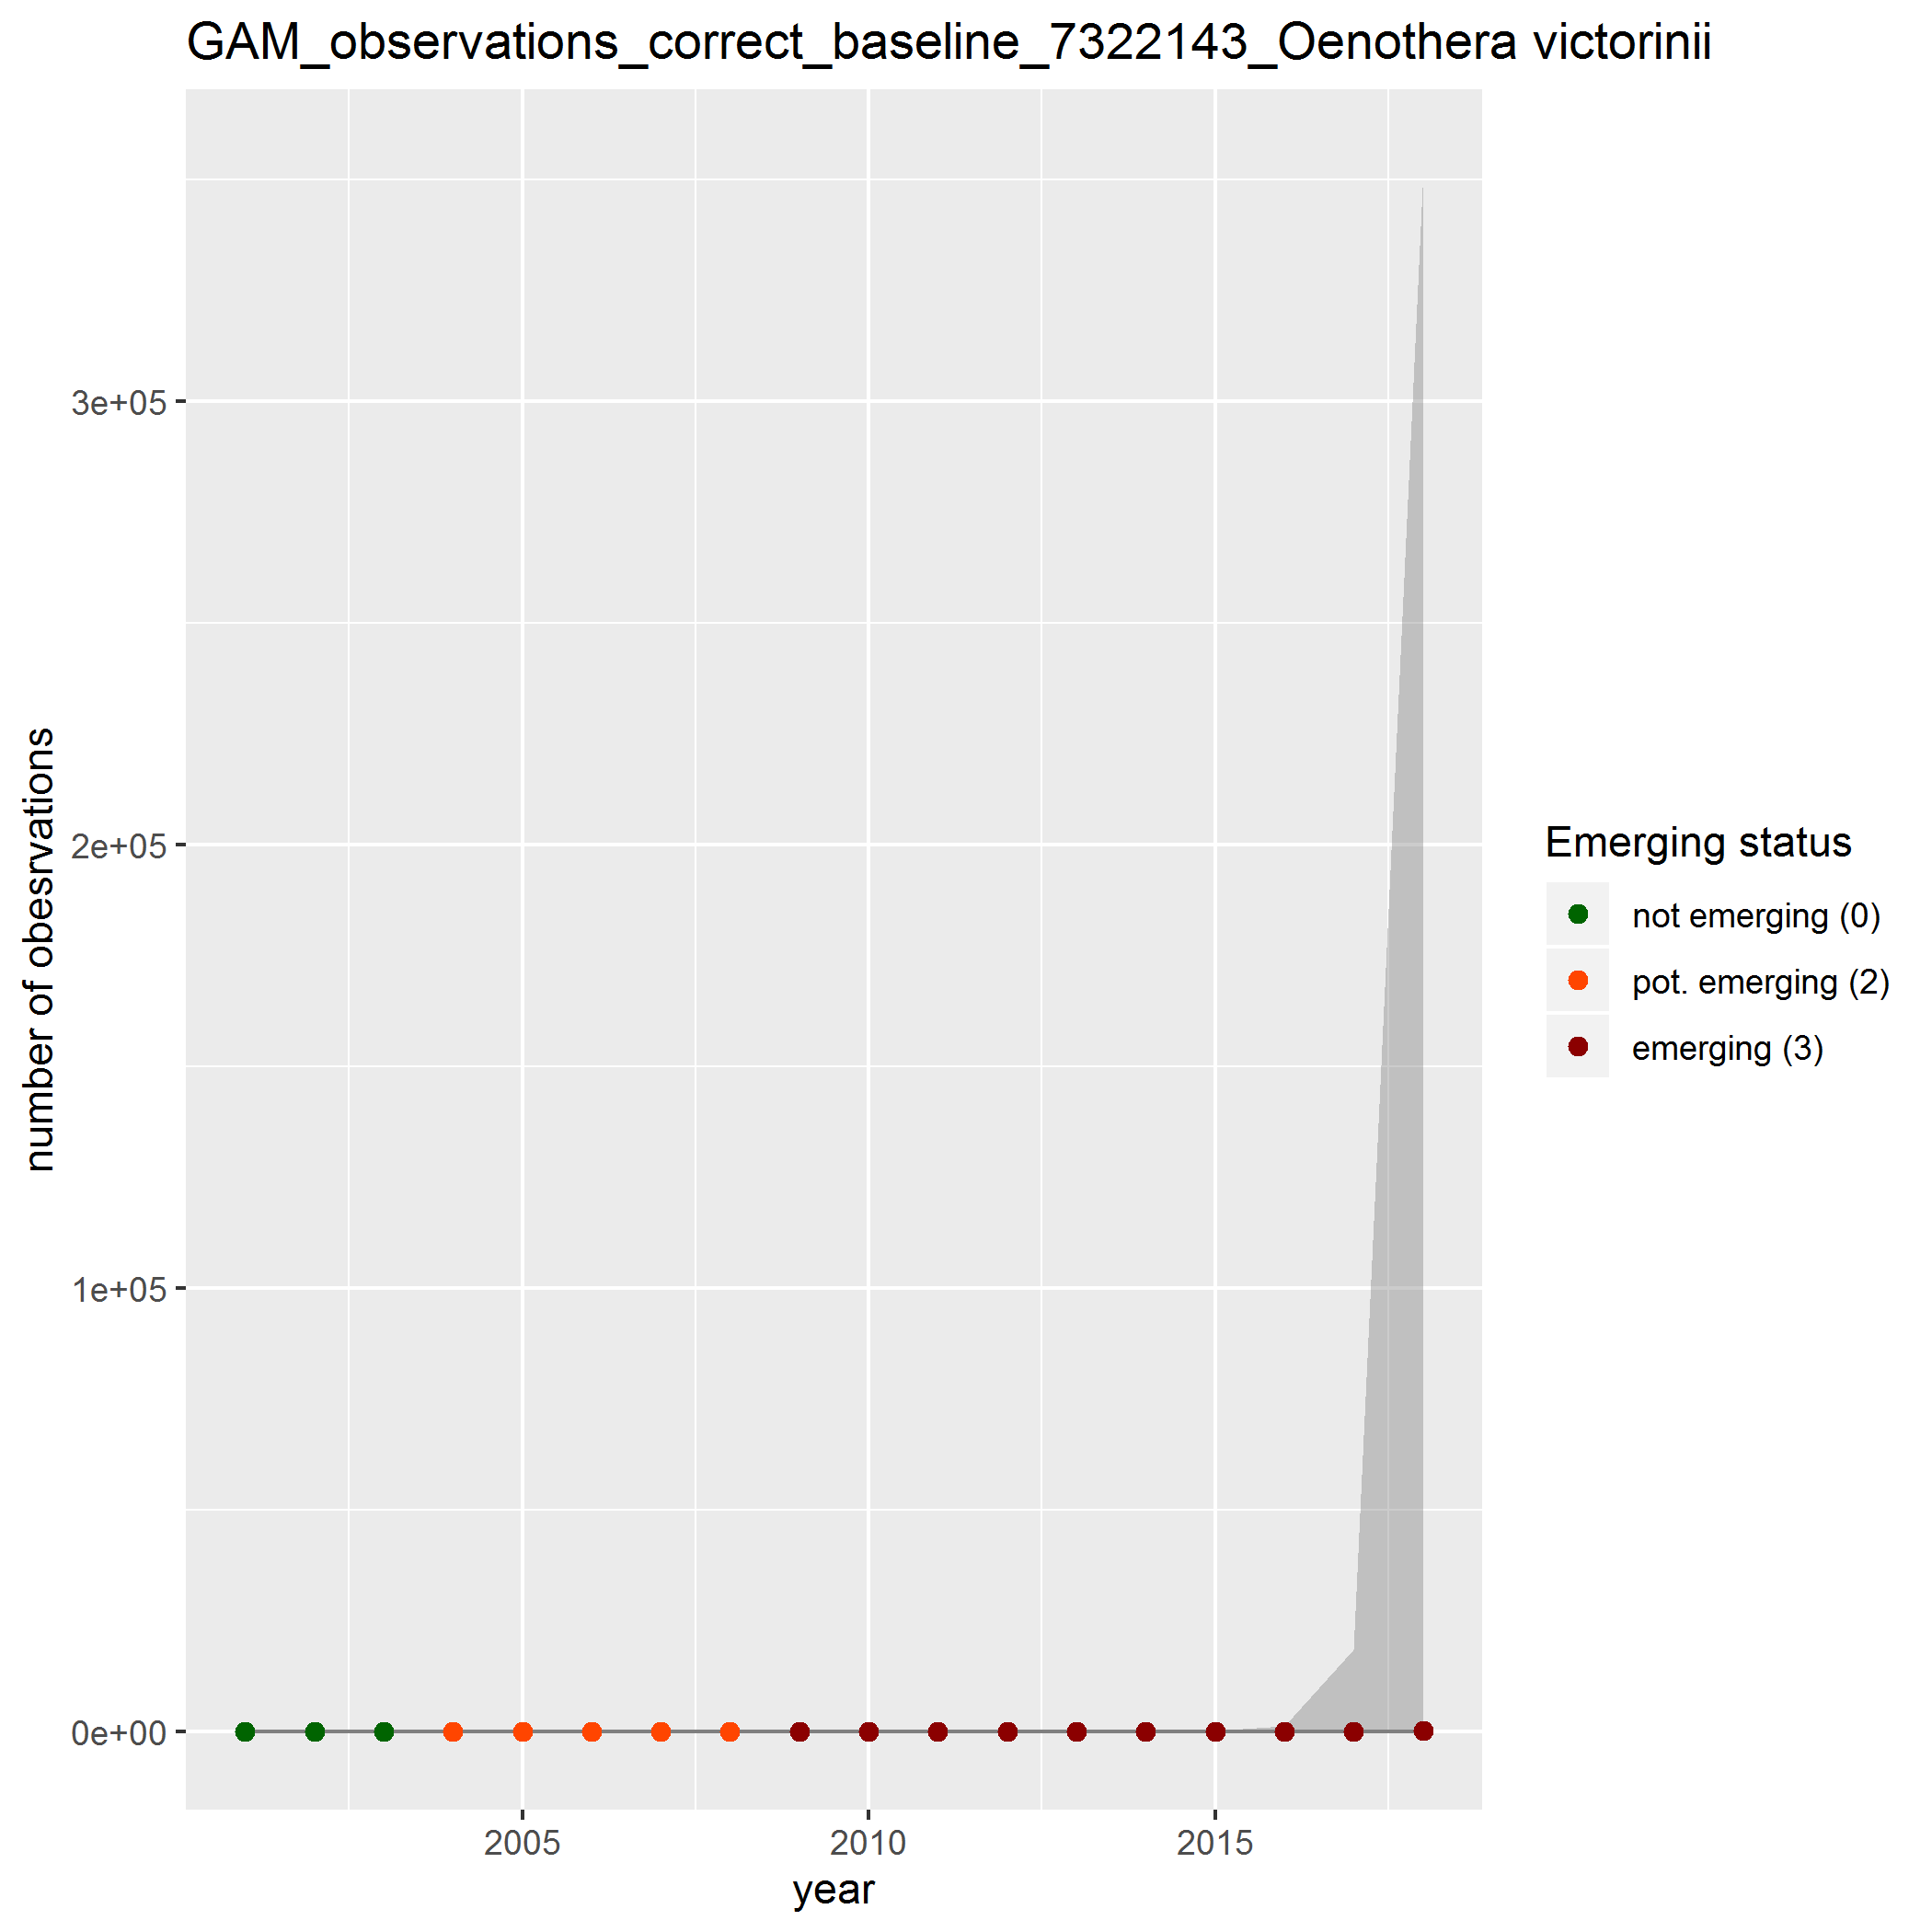 GAM_observations_correct_baseline_7322143_Oenothera victorinii
number of obesrvations
3e+05
2e+05
1e+05
0e+00
2005
2010
2015
year
Emerging status
not emerging (0)
pot. emerging (2)
emerging (3)